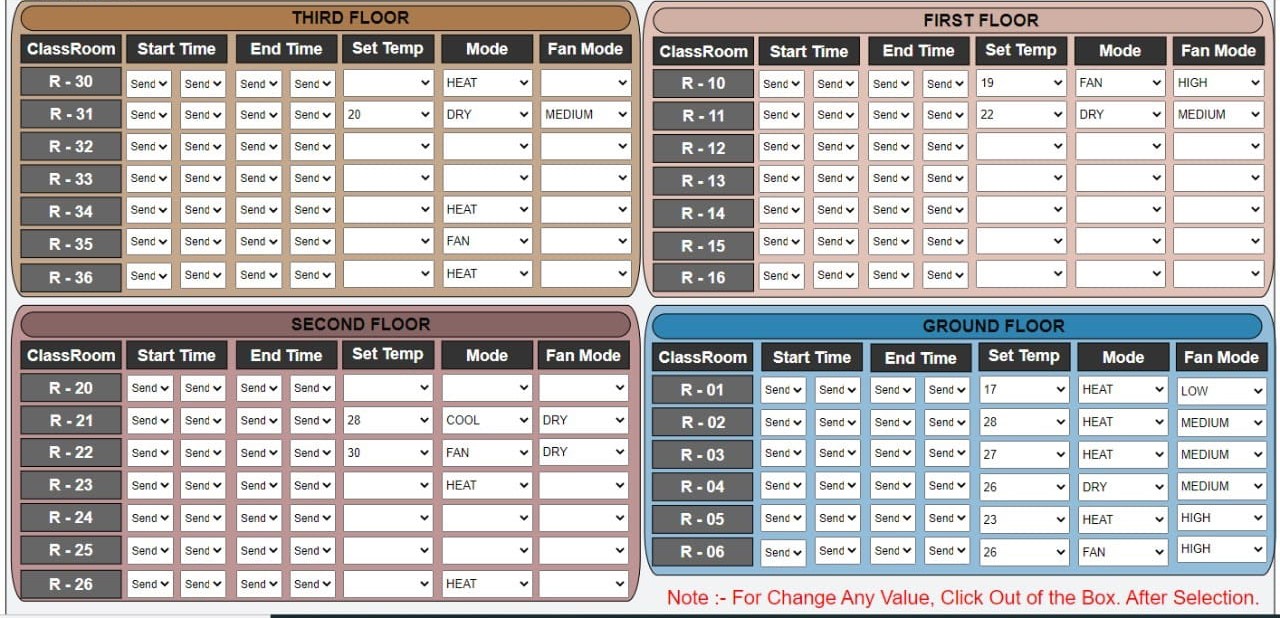 THIRD FLOOR
ClassRoom Start Time End Time Set Temp Mode Fan Mode
R - 30 Send Send Send Send HEAT
R - 31 Send Send Send Send 20 DRY MEDIUM
R - 32 Send Send Send Send
R - 33 Send Send Send Send
R - 34 Send Send Send Send HEAT
R - 35 Send Send Send Send FAN
R - 36 Send Send Send Send HEAT
FIRST FLOOR
ClassRoom Start Time End Time Set Temp Mode Fan Mode
R - 10 Send Send Send Send 19 FAN HIGH
R - 11 Send Send Send Send 22 DRY MEDIUM
R - 12 Send Send Send Send
R - 13 Send Send Send Send
R - 14 Send Send Send Send
R - 15 Send Send Send Send
R - 16 Send Send Send Send
SECOND FLOOR
ClassRoom Start Time End Time Set Temp Mode Fan Mode
R - 20 Send Send Send Send
R - 21 Send Send Send Send 28 COOL DRY
R - 22 Send Send Send Send 30 FAN DRY
R - 23 Send Send Send Send HEAT
R - 24 Send Send Send Send
R - 25 Send Send Send Send
R - 26 Send Send Send Send HEAT
GROUND FLOOR
ClassRoom Start Time End Time Set Temp Mode Fan Mode
R - 01 Send Send Send Send 17 HEAT LOW
R - 02 Send Send Send Send 28 HEAT MEDIUM
R - 03 Send Send Send Send 27 HEAT MEDIUM
R - 04 Send Send Send Send 26 DRY MEDIUM
R - 05 Send Send Send Send 23 HEAT HIGH
R - 06 Send Send Send Send 26 FAN HIGH
Note :- For Change Any Value, Click Out of the Box. After Selection.